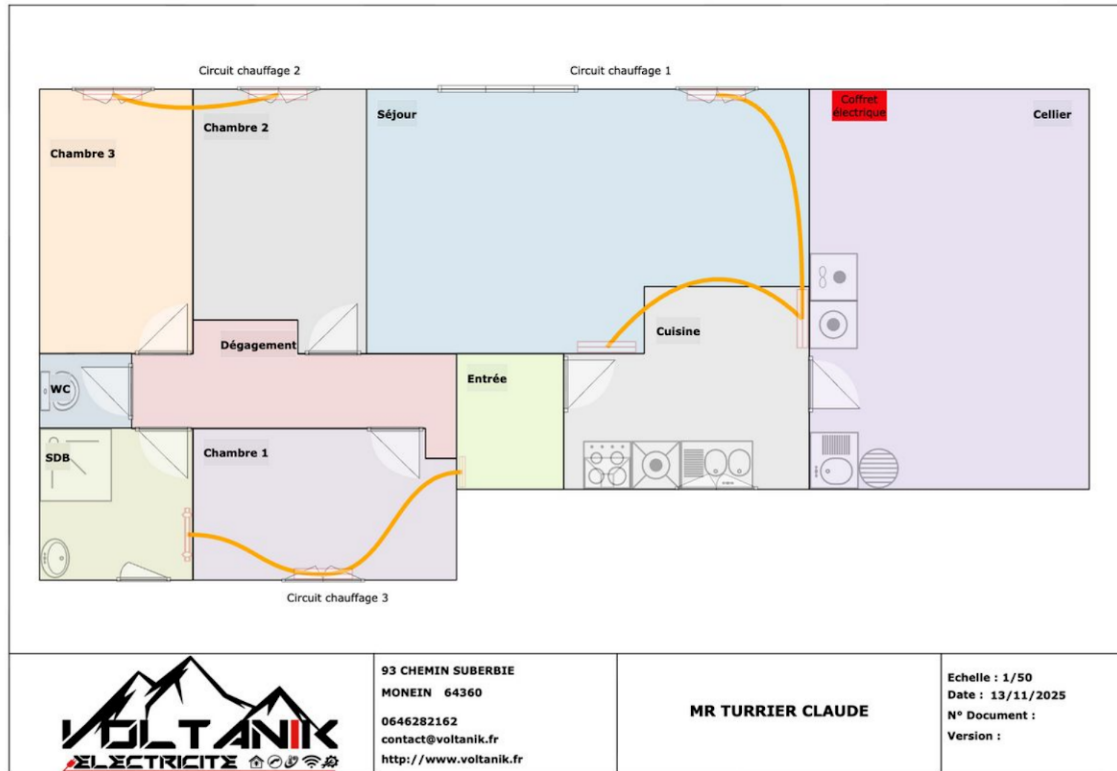 Circuit chauffage 2
Circuit chauffage 1
Coffret
électrique
Séjour
Cellier
Chambre 2
Chambre 3
Cuisine
Dégagement
Entrée
WC
SDB
Chambre 1
Circuit chauffage 3
VOLTANIK
ELECTRICITE
93 CHEMIN SUBERBIE
MONEIN 64360
0646282162
contact@voltanik.fr
http://www.voltanik.fr
MR TURRIER CLAUDE
Echelle : 1/50
Date : 13/11/2025
N° Document :
Version :